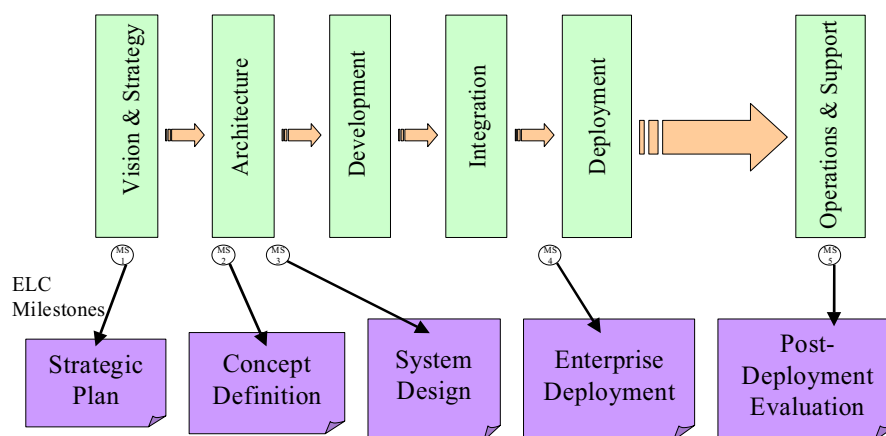 Vision & Strategy
Architecture
Development
Integration
Deployment
Operations & Support
MS
1
MS
2
MS
3
MS
4
MS
5
ELC
Milestones
Strategic
Plan
Concept
Definition
System
Design
Enterprise
Deployment
Post-
Deployment
Evaluation